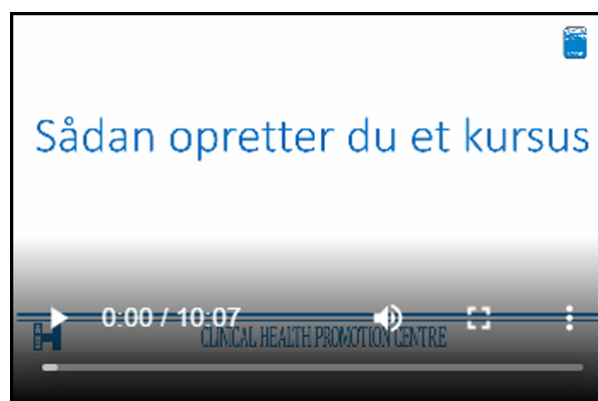 Sådan opretter du et kursus
0:00 / 10:07
CLINICAL HEALTH PROMOTION CENTRE